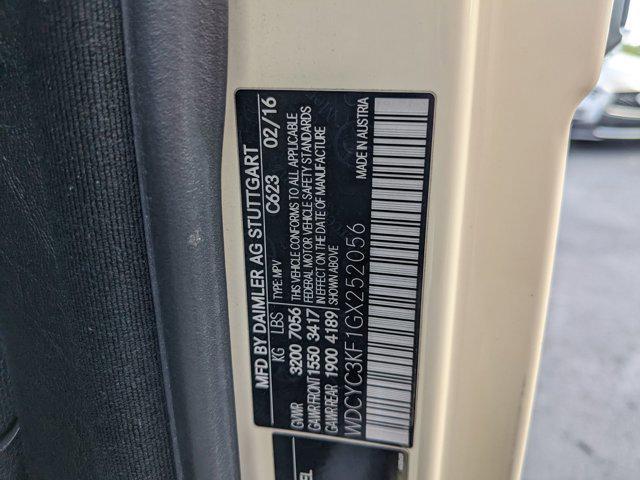 MFD BY DAIMLER AG STUTTGART
KG LBS TYPE: MPV C623 02/16
GVWR 3200 7056 THIS VEHICLE CONFORMS TO ALL APPLICABLE
GAWR FRONT 1550 3417 FEDERAL MOTOR VEHICLE SAFETY STANDARDS
GAWR REAR 1900 4189 IN EFFECT ON THE DATE OF MANUFACTURE
SHOWN ABOVE
WDCYC3KF1GX252056
MADE IN AUSTRIA